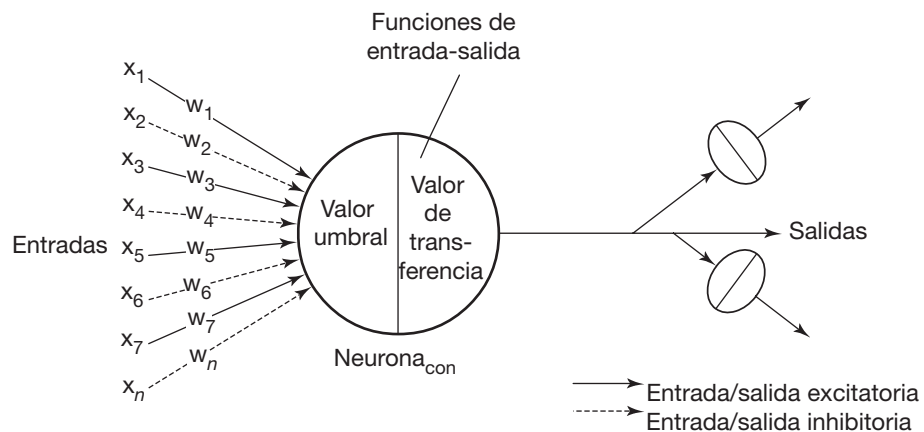 Funciones de
entrada-salida
x1
w1
x2
w2
x3
w3
x4
w4
x5
w5
x6
w6
x7
w7
xn
wn
Entradas
Valor
umbral
Valor
de
trans-
ferencia
Salidas
Neuronacon
Entrada/salida excitatoria
Entrada/salida inhibitoria